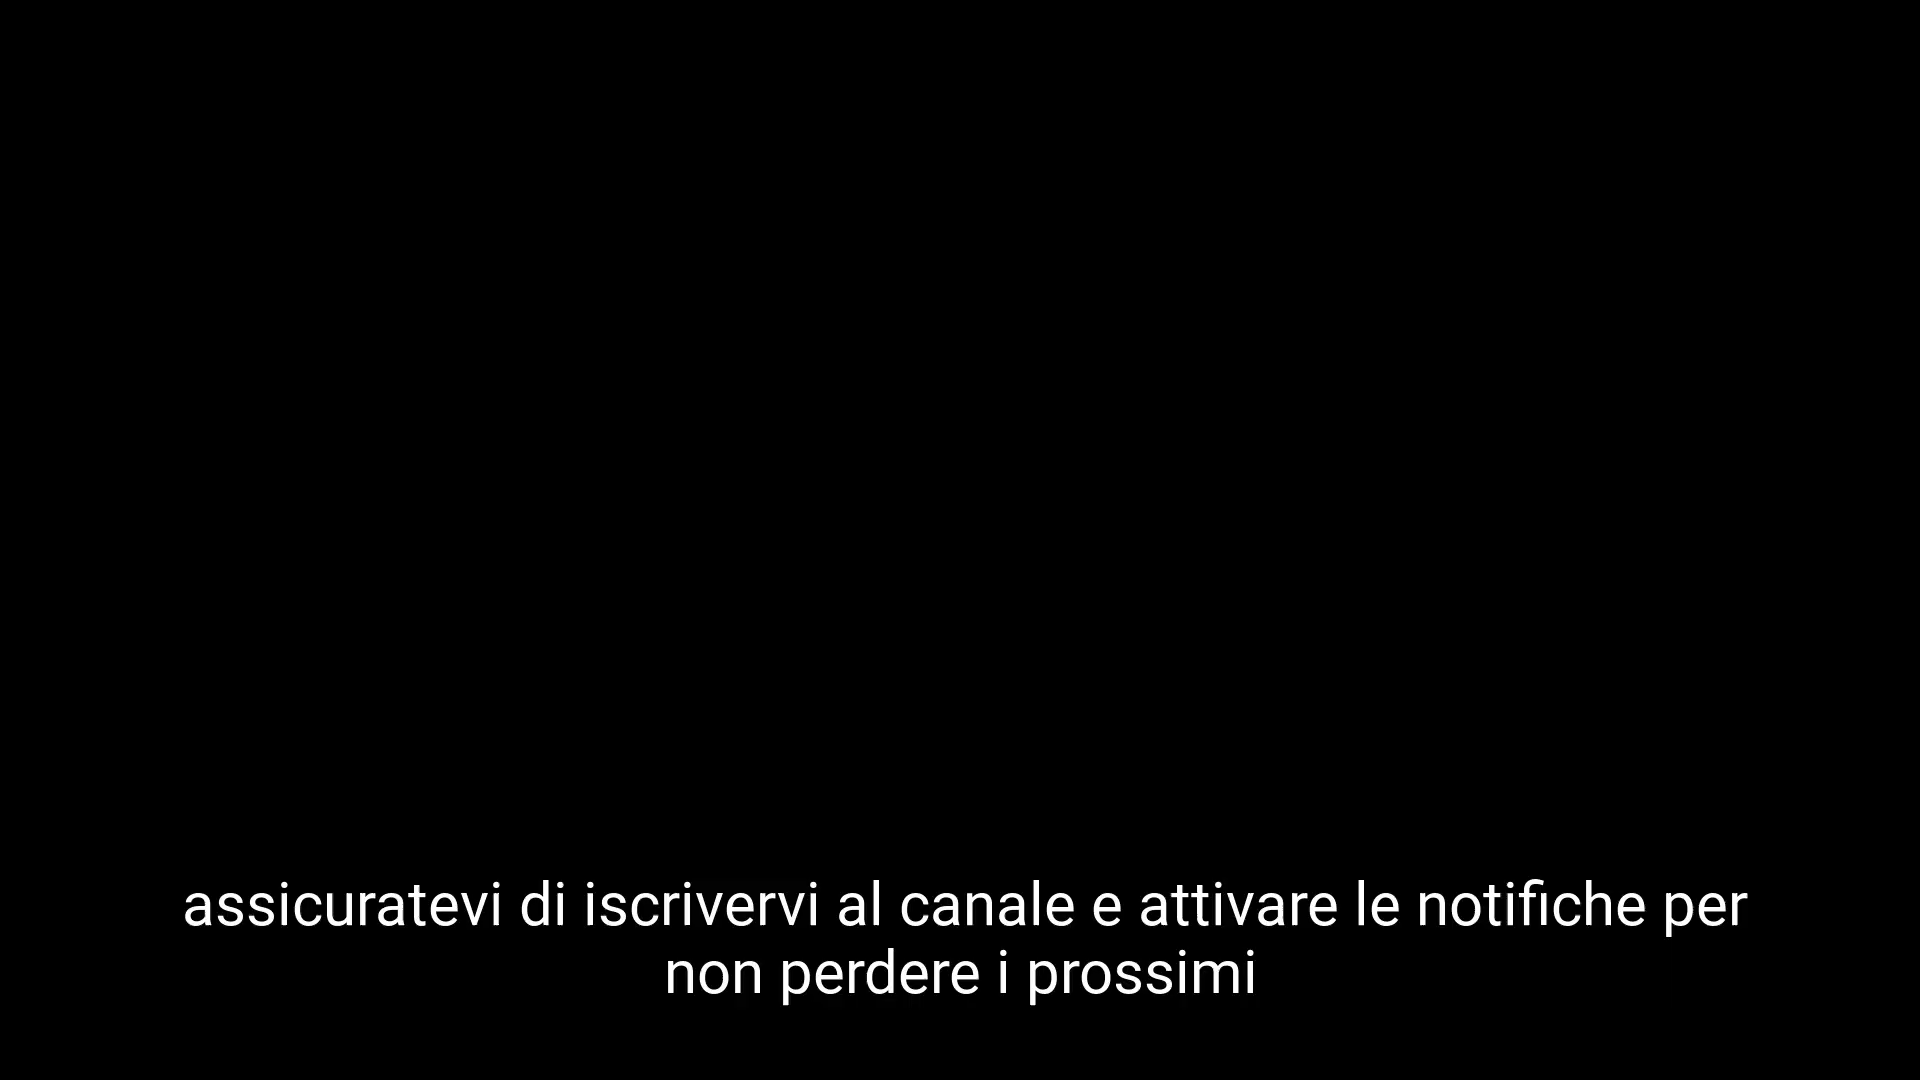 assicuratevi di iscrivervi al canale e attivare le notifiche per
non perdere i prossimi